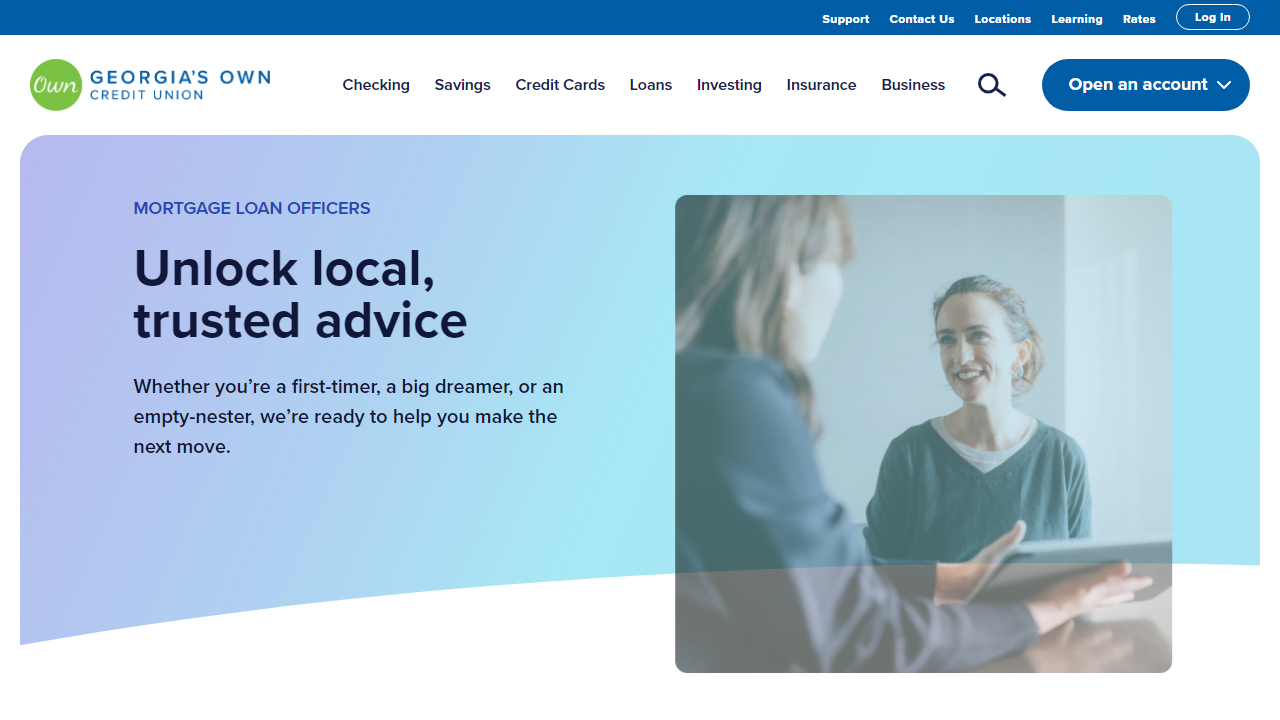 Support Contact Us Locations Learning Rates Log In
Own GEORGIA'S OWN
CREDIT UNION
Checking Savings Credit Cards Loans Investing Insurance Business Open an account
MORTGAGE LOAN OFFICERS
Unlock local,
trusted advice
Whether you’re a first-timer, a big dreamer, or an
empty-nester, we’re ready to help you make the
next move.